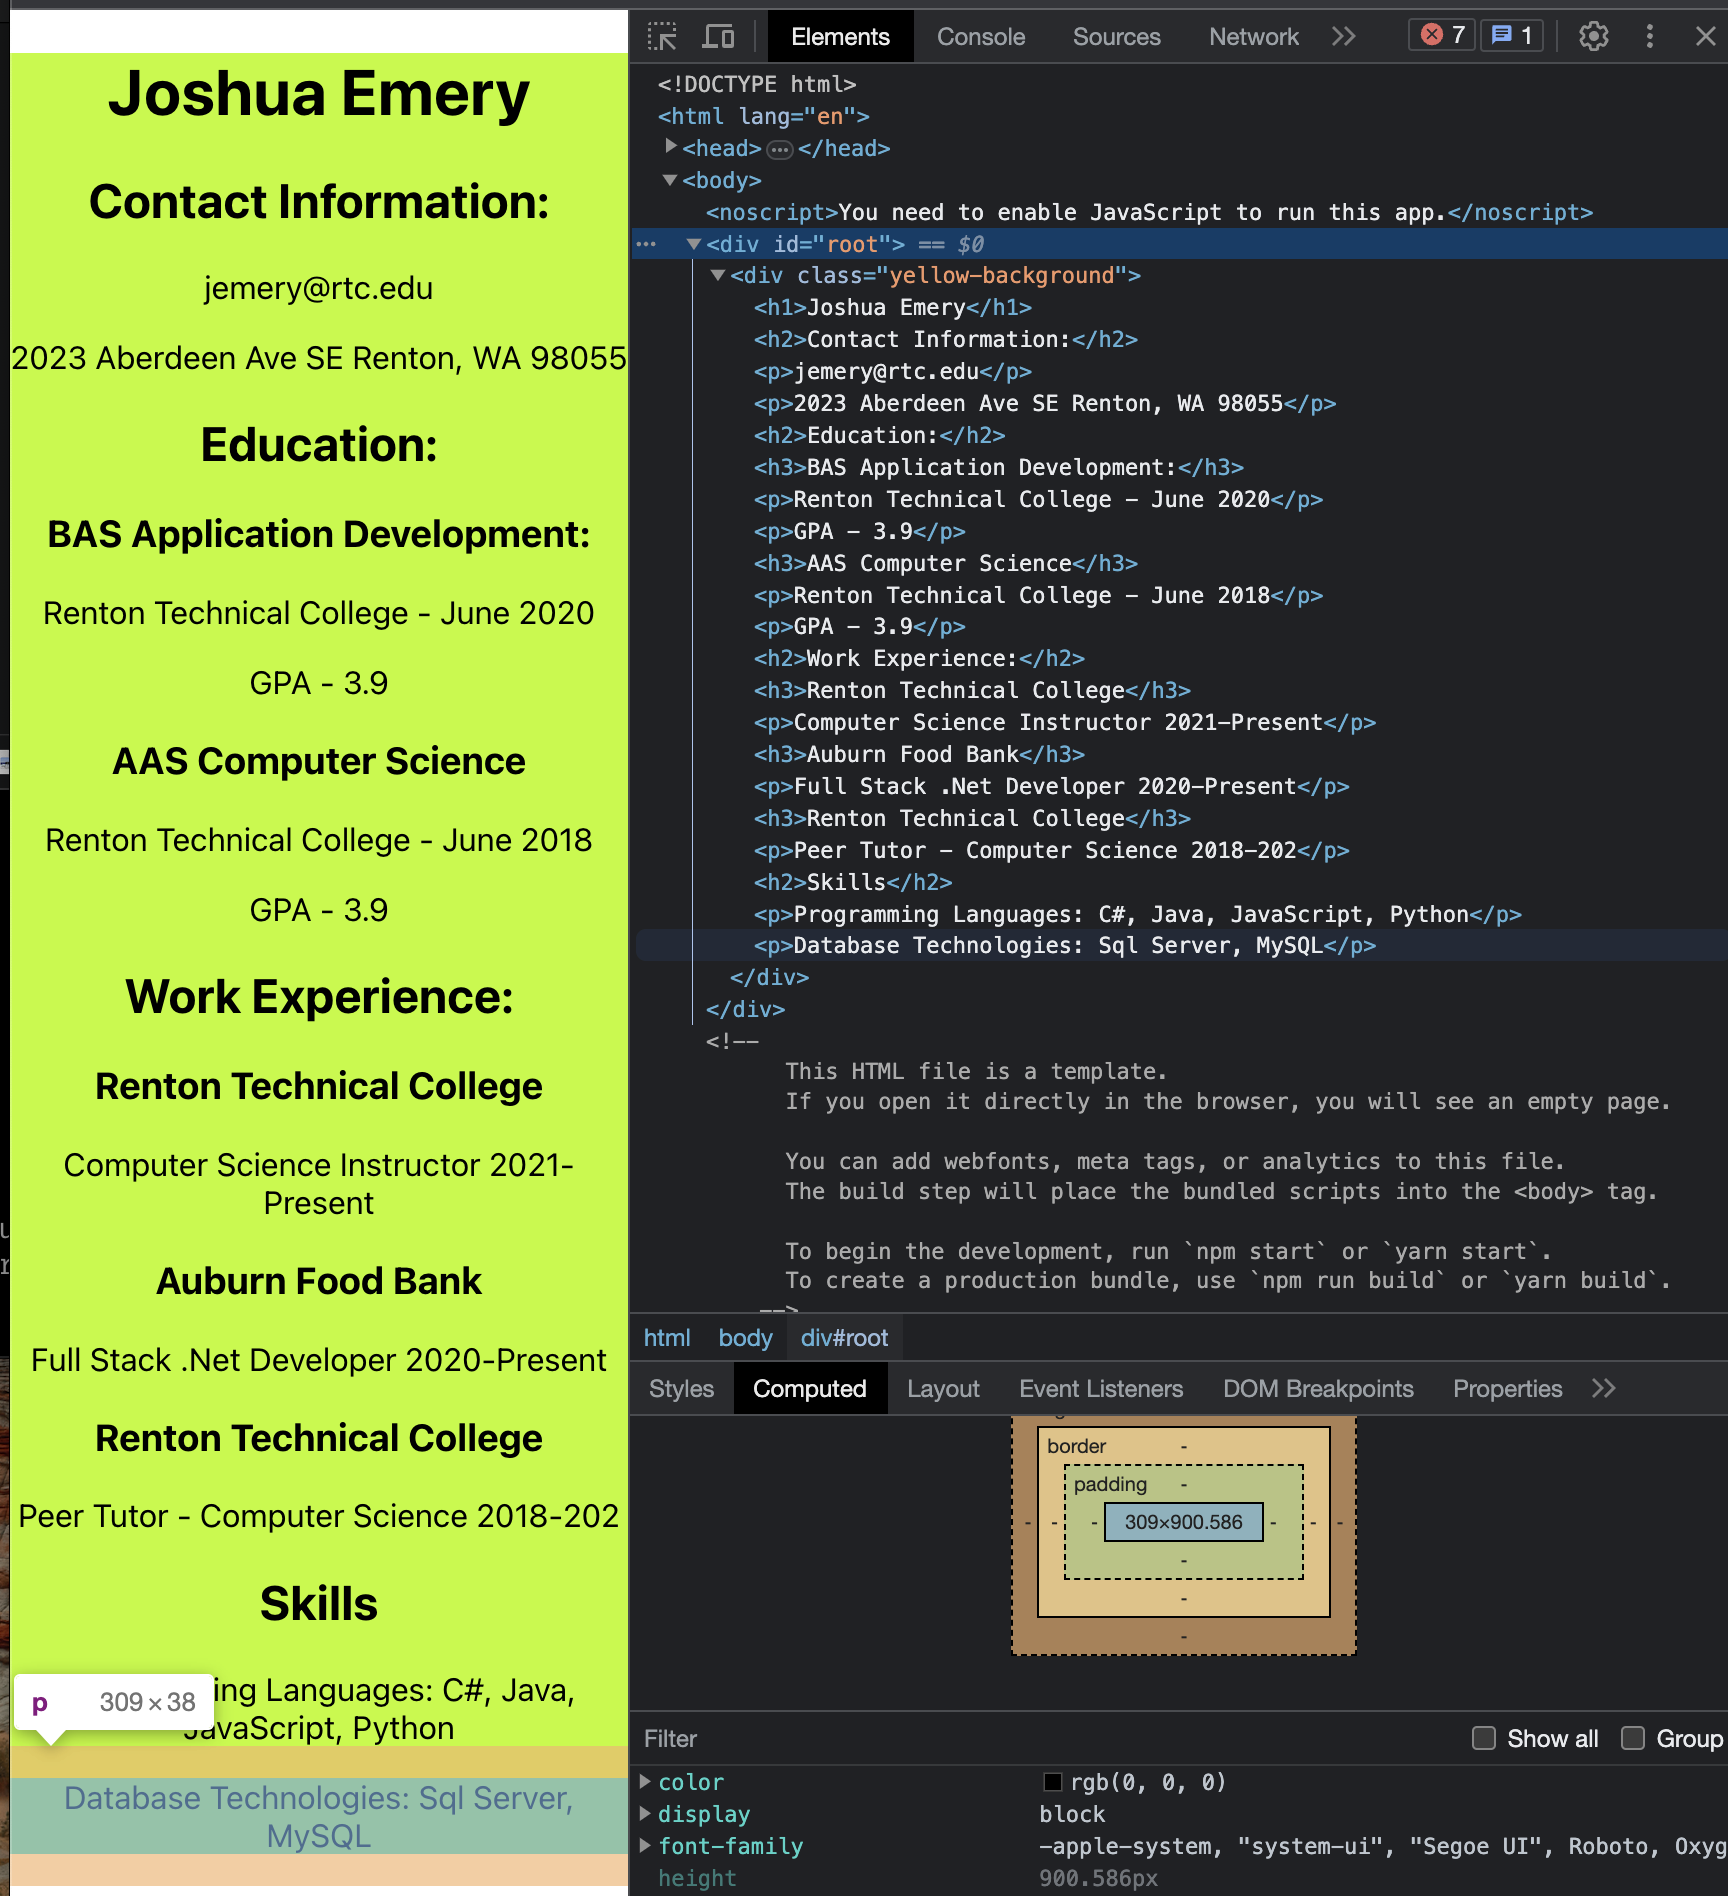 Joshua Emery
Contact Information:
jemery@rtc.edu
2023 Aberdeen Ave SE Renton, WA 98055
Education:
BAS Application Development:
Renton Technical College - June 2020
GPA - 3.9
AAS Computer Science
Renton Technical College - June 2018
GPA - 3.9
Work Experience:
Renton Technical College
Computer Science Instructor 2021-
Present
Auburn Food Bank
Full Stack .Net Developer 2020-Present
Renton Technical College
Peer Tutor - Computer Science 2018-202
Skills
ing Languages: C#, Java,
JavaScript, Python
p 309×38
Database Technologies: Sql Server,
MySQL
Elements Console Sources Network 7 1
<!DOCTYPE html>
<html lang="en">
<head>…</head>
<body>
<noscript>You need to enable JavaScript to run this app.</noscript>
<div id="root"> == $0
<div class="yellow-background">
<h1>Joshua Emery</h1>
<h2>Contact Information:</h2>
<p>jemery@rtc.edu</p>
<p>2023 Aberdeen Ave SE Renton, WA 98055</p>
<h2>Education:</h2>
<h3>BAS Application Development:</h3>
<p>Renton Technical College - June 2020</p>
<p>GPA - 3.9</p>
<h3>AAS Computer Science</h3>
<p>Renton Technical College - June 2018</p>
<p>GPA - 3.9</p>
<h2>Work Experience:</h2>
<h3>Renton Technical College</h3>
<p>Computer Science Instructor 2021-Present</p>
<h3>Auburn Food Bank</h3>
<p>Full Stack .Net Developer 2020-Present</p>
<h3>Renton Technical College</h3>
<p>Peer Tutor - Computer Science 2018-202</p>
<h2>Skills</h2>
<p>Programming Languages: C#, Java, JavaScript, Python</p>
<p>Database Technologies: Sql Server, MySQL</p>
</div>
</div>
<!--
This HTML file is a template.
If you open it directly in the browser, you will see an empty page.
You can add webfonts, meta tags, or analytics to this file.
The build step will place the bundled scripts into the <body> tag.
To begin the development, run `npm start` or `yarn start`.
To create a production bundle, use `npm run build` or `yarn build`.
-->
html body div#root
Styles Computed Layout Event Listeners DOM Breakpoints Properties
border -
padding -
- - - 309×900.586 - - -
-
-
-
Filter Show all Group
color rgb(0, 0, 0)
display block
font-family -apple-system, "system-ui", "Segoe UI", Roboto, Oxyg
height 900.586px